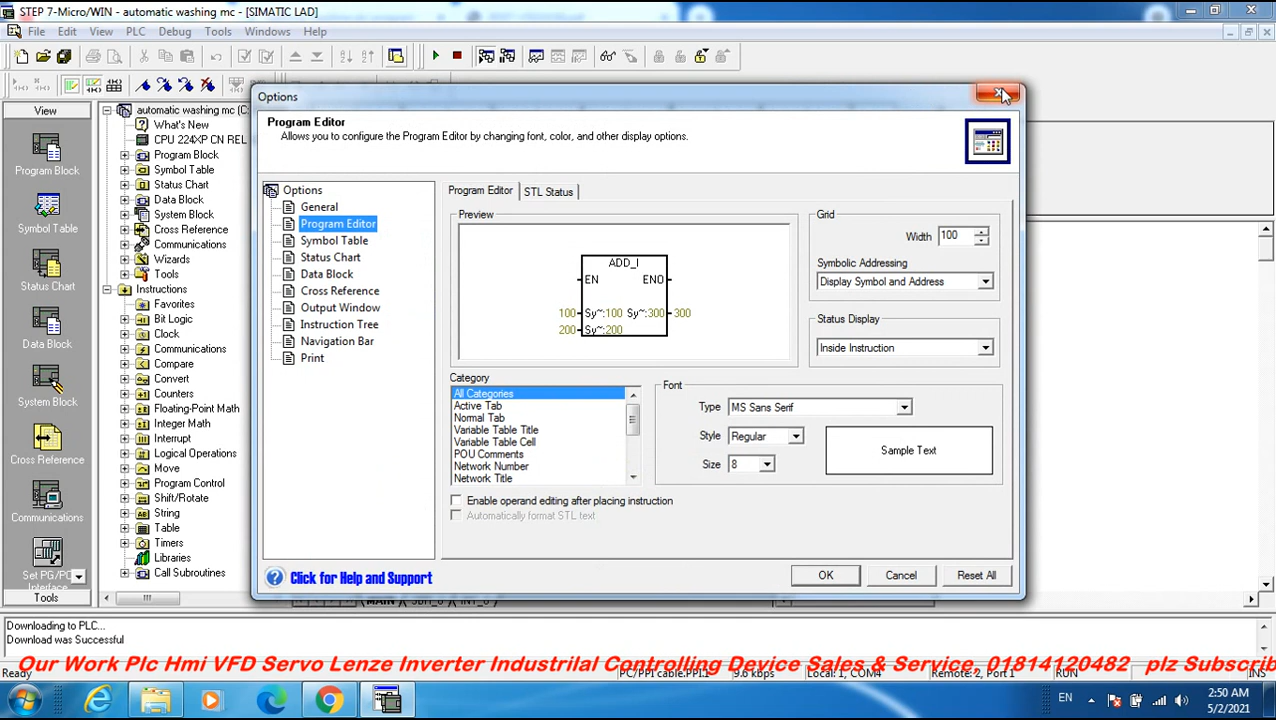 STEP 7-Micro/WIN - automatic washing mc - [SIMATIC LAD]
File Edit View PLC Debug Tools Windows Help
View
Program Block
Symbol Table
Status Chart
Data Block
System Block
Cross Reference
Communications
Set PG/PC
Interface
Tools
automatic washing mc (C:
What's New
CPU 224XP CN REL
Program Block
Symbol Table
Status Chart
Data Block
System Block
Cross Reference
Communications
Wizards
Tools
Instructions
Favorites
Bit Logic
Clock
Communications
Compare
Convert
Counters
Floating-Point Math
Integer Math
Interrupt
Logical Operations
Move
Program Control
Shift/Rotate
String
Table
Timers
Libraries
Call Subroutines
Options
Program Editor
Allows you to configure the Program Editor by changing font, color, and other display options.
Options
General
Program Editor
Symbol Table
Status Chart
Data Block
Cross Reference
Output Window
Instruction Tree
Navigation Bar
Print
Program Editor STL Status
Preview
ADD_I
EN ENO
100 Sy~:100 Sy~:300 300
200 Sy~:200
Grid
Width 100
Symbolic Addressing
Display Symbol and Address
Status Display
Inside Instruction
Category
All Categories
Active Tab
Normal Tab
Variable Table Title
Variable Table Cell
POU Comments
Network Number
Network Title
Font
Type MS Sans Serif
Style Regular
Size 8
Sample Text
Enable operand editing after placing instruction
Automatically format STL text
Click for Help and Support
OK Cancel Reset All
MAIN
Downloading to PLC...
Download was Successful
Our Work Plc Hmi VFD Servo Lenze Inverter Industrilal Controlling Device Sales & Service, 01814120482 plz Subscrib
Ready PC/PPI cable.PPI.1 9.6 kbps Local: 1, COM4 Remote: 2, Port 1 RUN INS
EN
2:50 AM
5/2/2021